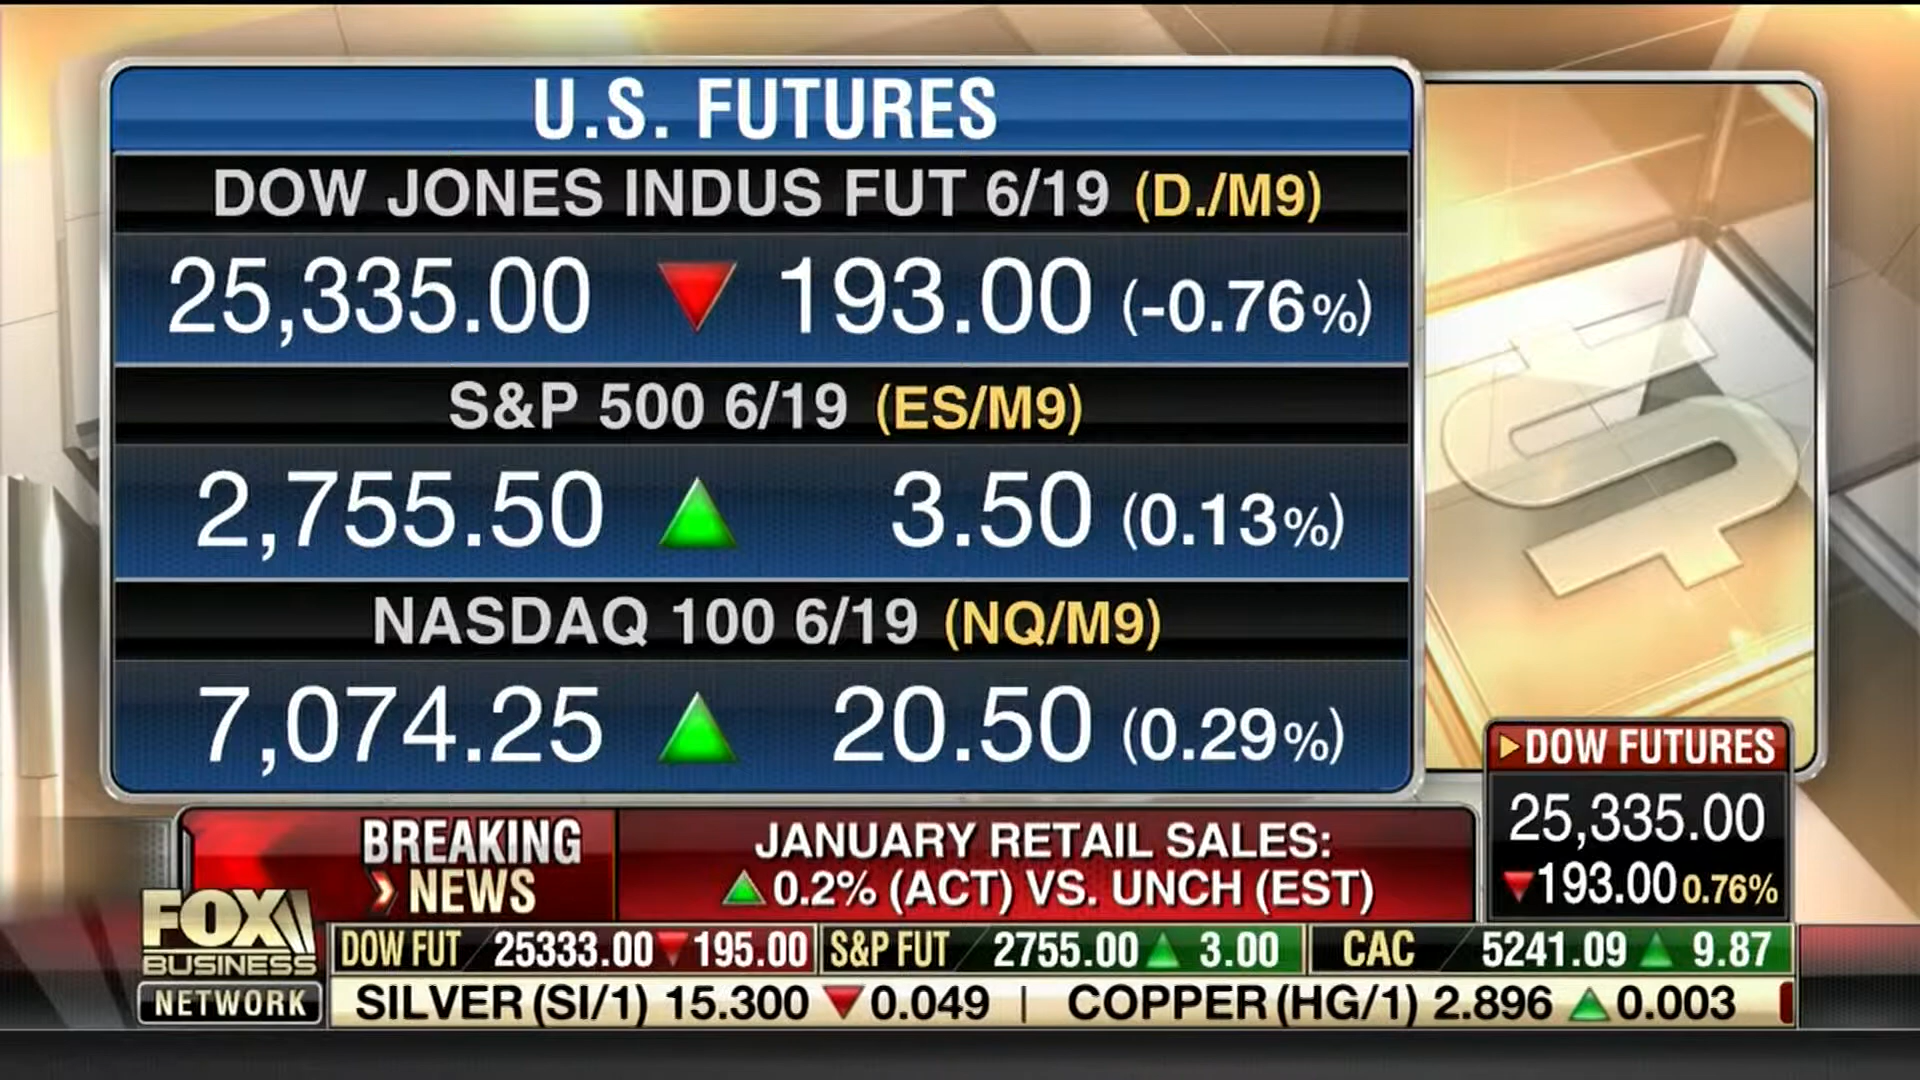 U.S. FUTURES
DOW JONES INDUS FUT 6/19 (D./M9)
25,335.00 ▼ 193.00 (-0.76%)
S&P 500 6/19 (ES/M9)
2,755.50 ▲ 3.50 (0.13%)
NASDAQ 100 6/19 (NQ/M9)
7,074.25 ▲ 20.50 (0.29%)
DOW FUTURES
25,335.00
▼193.00 0.76%
BREAKING
NEWS
JANUARY RETAIL SALES:
▲0.2% (ACT) VS. UNCH (EST)
FOX
BUSINESS
NETWORK
DOW FUT 25333.00 ▼ 195.00 S&P FUT 2755.00 ▲ 3.00 CAC 5241.09 ▲ 9.87
SILVER (SI/1) 15.300 ▼0.049 | COPPER (HG/1) 2.896 ▲0.003